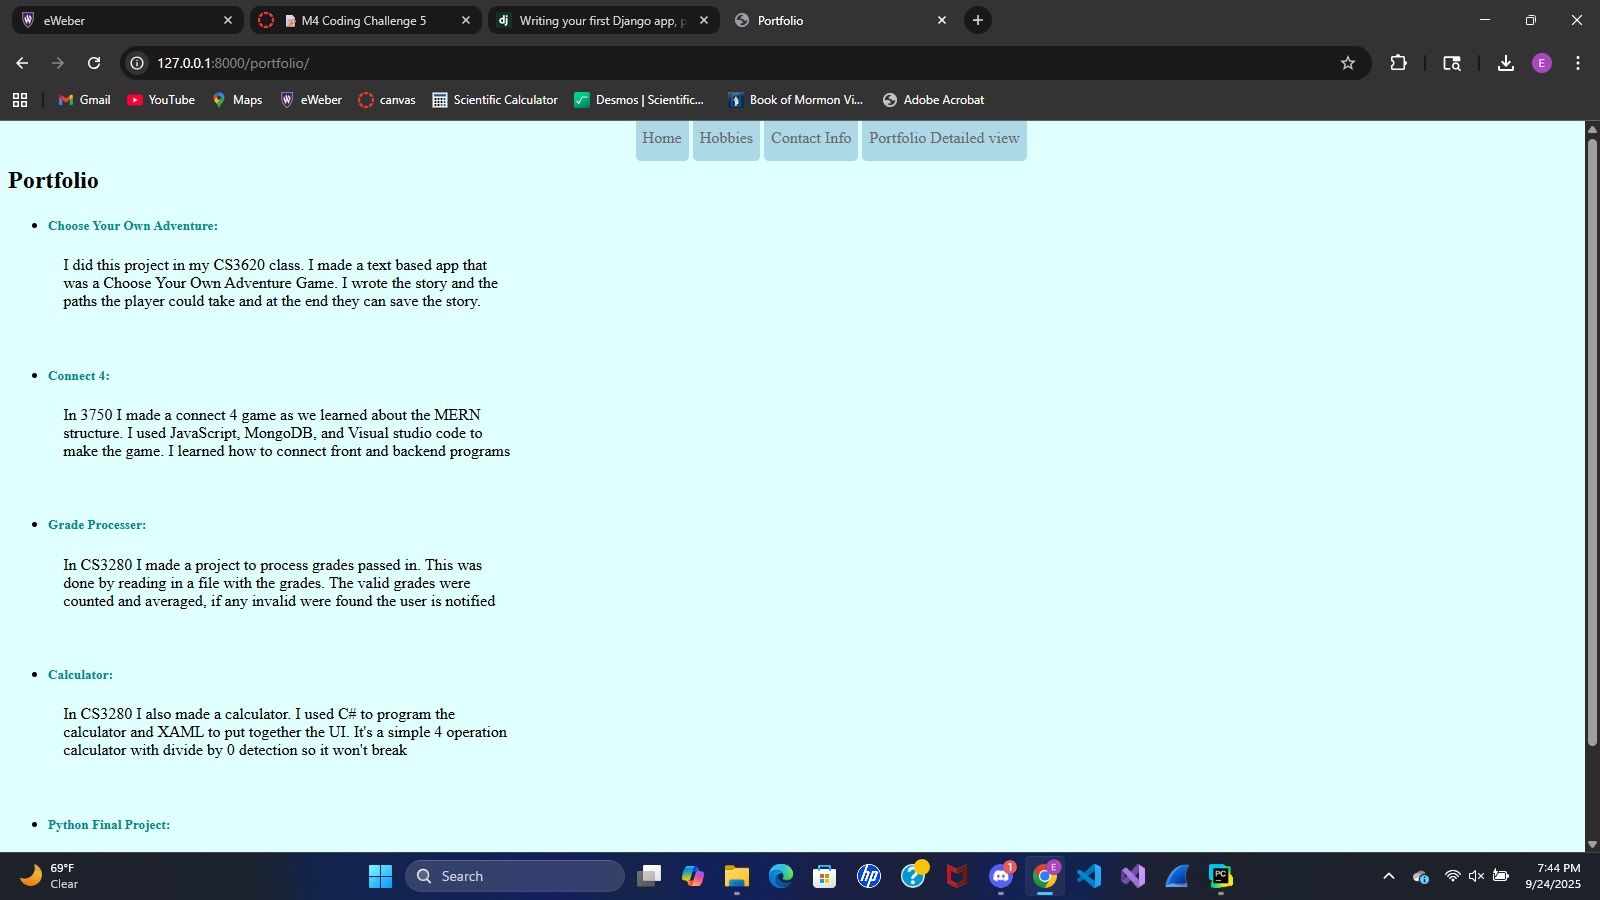 eWeber
M4 Coding Challenge 5
Writing your first Django app, p
Portfolio
127.0.0.1:8000/portfolio/
E
Gmail
YouTube
Maps
eWeber
canvas
Scientific Calculator
Desmos | Scientific...
Book of Mormon Vi...
Adobe Acrobat
Home
Hobbies
Contact Info
Portfolio Detailed view
Portfolio
Choose Your Own Adventure:
I did this project in my CS3620 class. I made a text based app that
was a Choose Your Own Adventure Game. I wrote the story and the
paths the player could take and at the end they can save the story.
Connect 4:
In 3750 I made a connect 4 game as we learned about the MERN
structure. I used JavaScript, MongoDB, and Visual studio code to
make the game. I learned how to connect front and backend programs
Grade Processer:
In CS3280 I made a project to process grades passed in. This was
done by reading in a file with the grades. The valid grades were
counted and averaged, if any invalid were found the user is notified
Calculator:
In CS3280 I also made a calculator. I used C# to program the
calculator and XAML to put together the UI. It's a simple 4 operation
calculator with divide by 0 detection so it won't break
Python Final Project:
69°F
Clear
Search
7:44 PM
9/24/2025